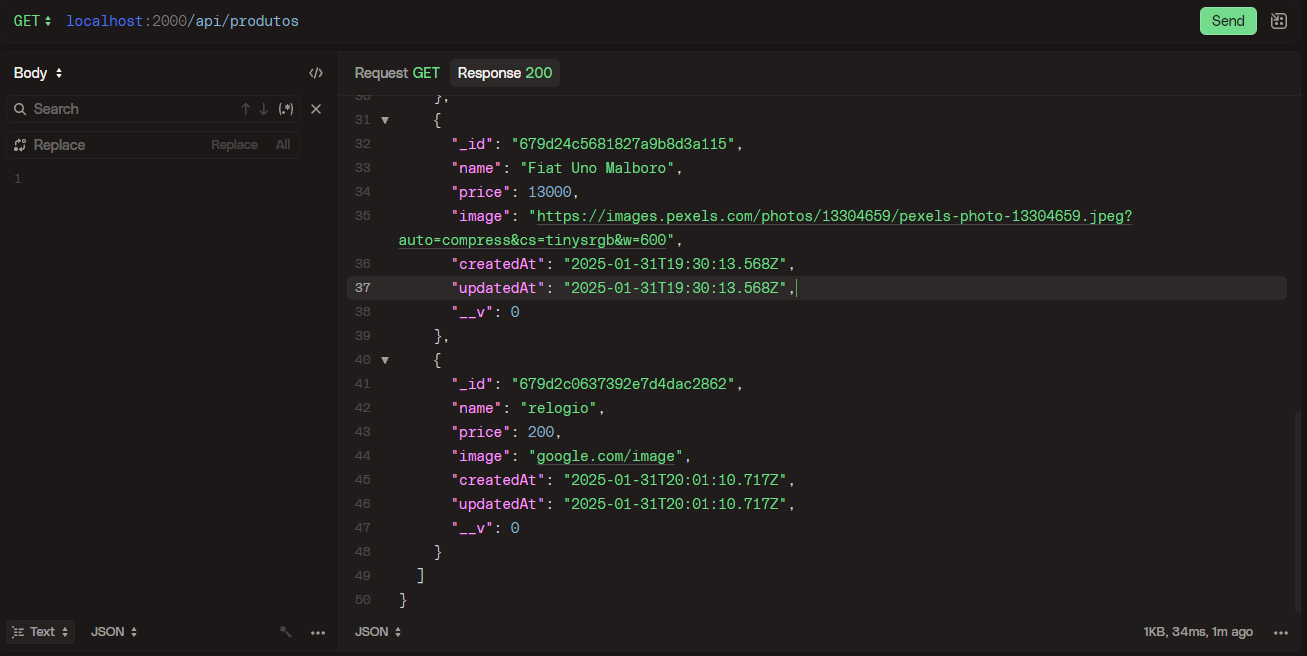 GET localhost:2000/api/produtos Send
Body
Request GET Response 200
Search (.*)
Replace Replace All
1
30 },
31 {
32 "_id": "679d24c5681827a9b8d3a115",
33 "name": "Fiat Uno Malboro",
34 "price": 13000,
35 "image": "https://images.pexels.com/photos/13304659/pexels-photo-13304659.jpeg?
auto=compress&cs=tinysrgb&w=600",
36 "createdAt": "2025-01-31T19:30:13.568Z",
37 "updatedAt": "2025-01-31T19:30:13.568Z",
38 "__v": 0
39 },
40 {
41 "_id": "679d2c0637392e7d4dac2862",
42 "name": "relogio",
43 "price": 200,
44 "image": "google.com/image",
45 "createdAt": "2025-01-31T20:01:10.717Z",
46 "updatedAt": "2025-01-31T20:01:10.717Z",
47 "__v": 0
48 }
49 ]
50 }
Text JSON
JSON 1KB, 34ms, 1m ago